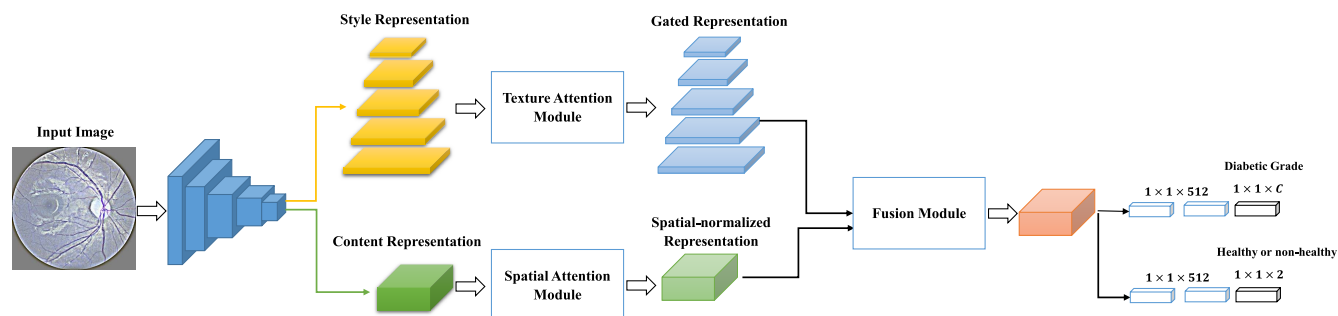 Input Image
Style Representation
Texture Attention
Module
Gated Representation
Content Representation
Spatial Attention
Module
Spatial-normalized
Representation
Fusion Module
Diabetic Grade
1 × 1 × 512
1 × 1 × C
Healthy or non-healthy
1 × 1 × 512
1 × 1 × 2